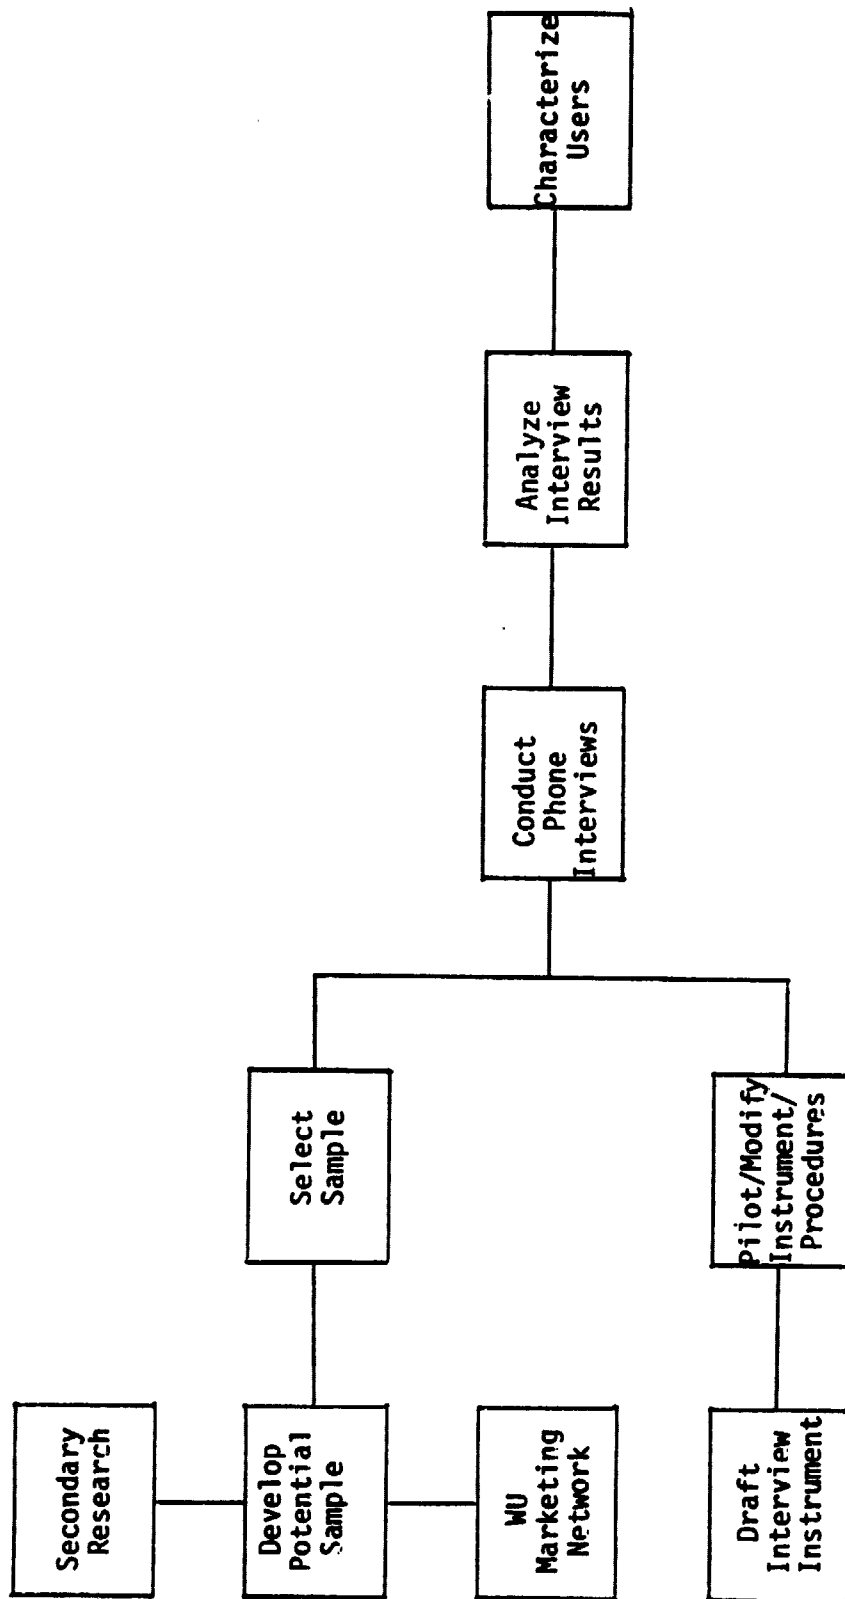 Secondary
Research
Develop
Potential
Sample
WU
Marketing
Network
Draft
Interview
Instrument
Select
Sample
Pilot/Modify
Instrument/
Procedures
Conduct
Phone
Interviews
Analyze
Interview
Results
Characterize
Users